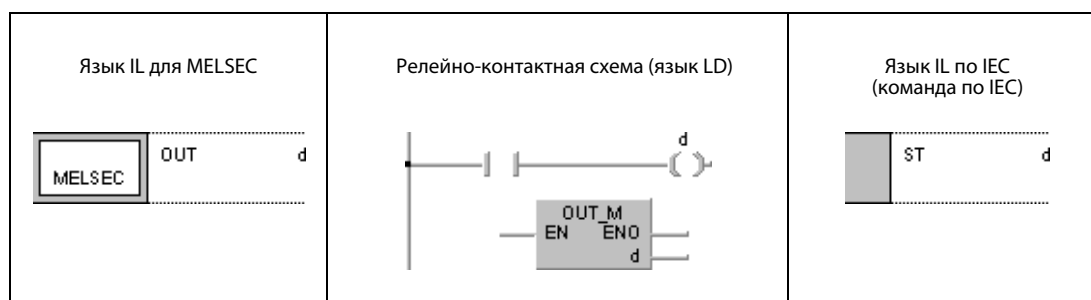 Язык IL для MELSEC
MELSEC
OUT d
Релейно-контактная схема (язык LD)
d
OUT_M
EN ENO
d
Язык IL по IEC
(команда по IEC)
ST d